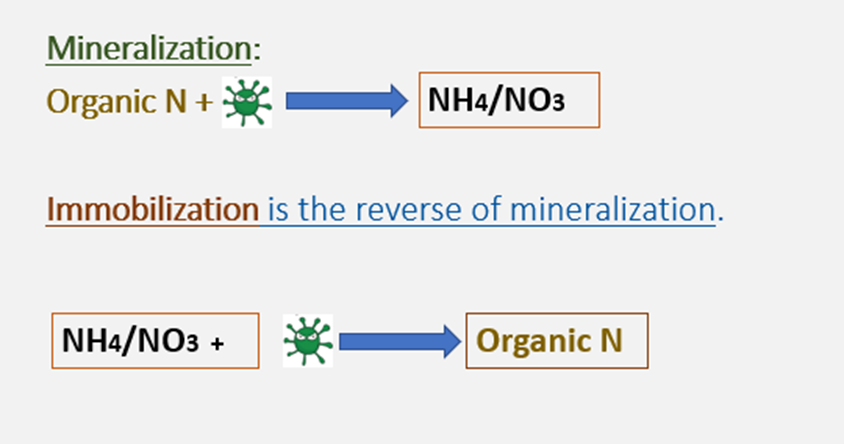 Mineralization:
Organic N +
NH4/NO3
Immobilization is the reverse of mineralization.
NH4/NO3 +
Organic N